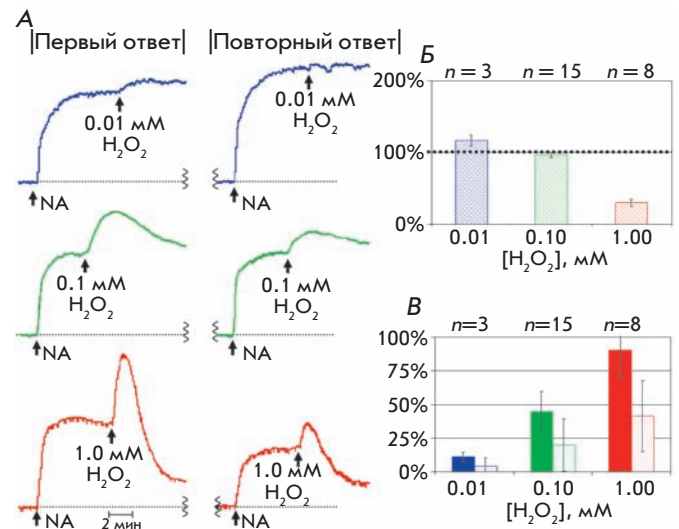 А
|Первый ответ| |Повторный ответ|
0.01 мМ
H₂O₂
NA
0.01 мМ
H₂O₂
NA
0.1 мМ
H₂O₂
NA
0.1 мМ
H₂O₂
NA
1.0 мМ
H₂O₂
NA
2 мин
1.0 мМ
H₂O₂
NA
Б
n = 3 n = 15 n = 8
200%
100%
0%
0.01 0.10 1.00
[H₂O₂], мМ
В
n=3 n=15 n=8
100%
75%
50%
25%
0%
0.01 0.10 1.00
[H₂O₂], мМ